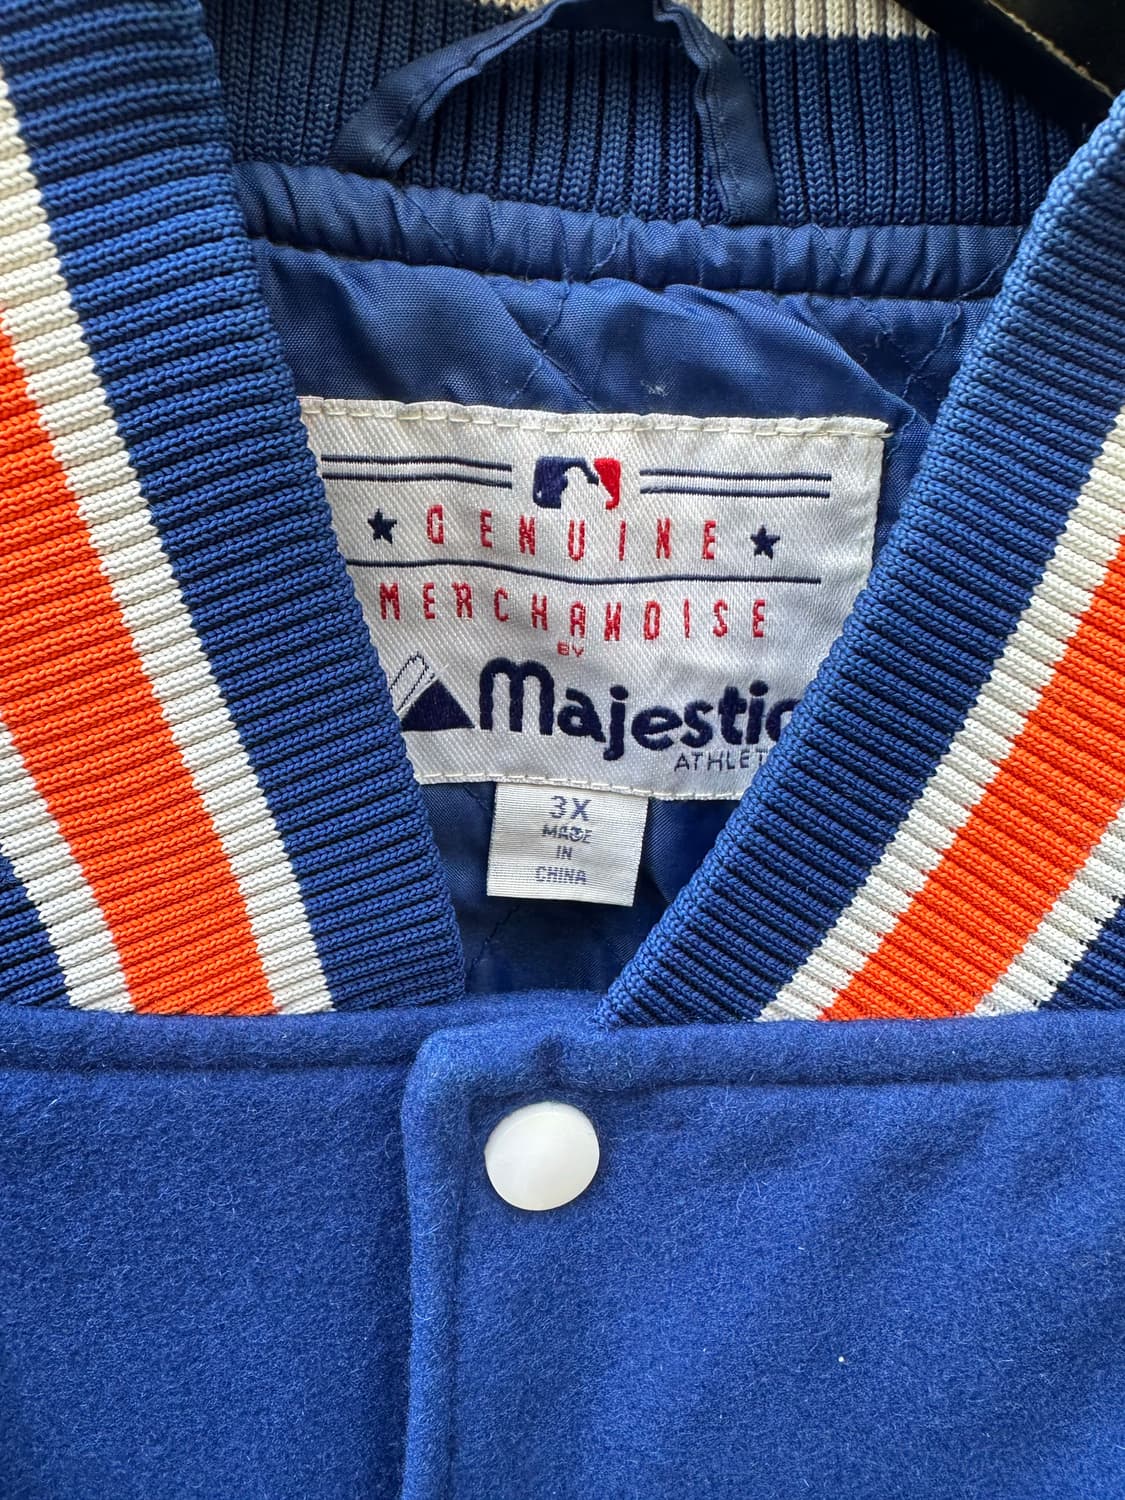 GENUINE
MERCHANDISE
BY
Majestic
3X
MADE
IN
CHINA